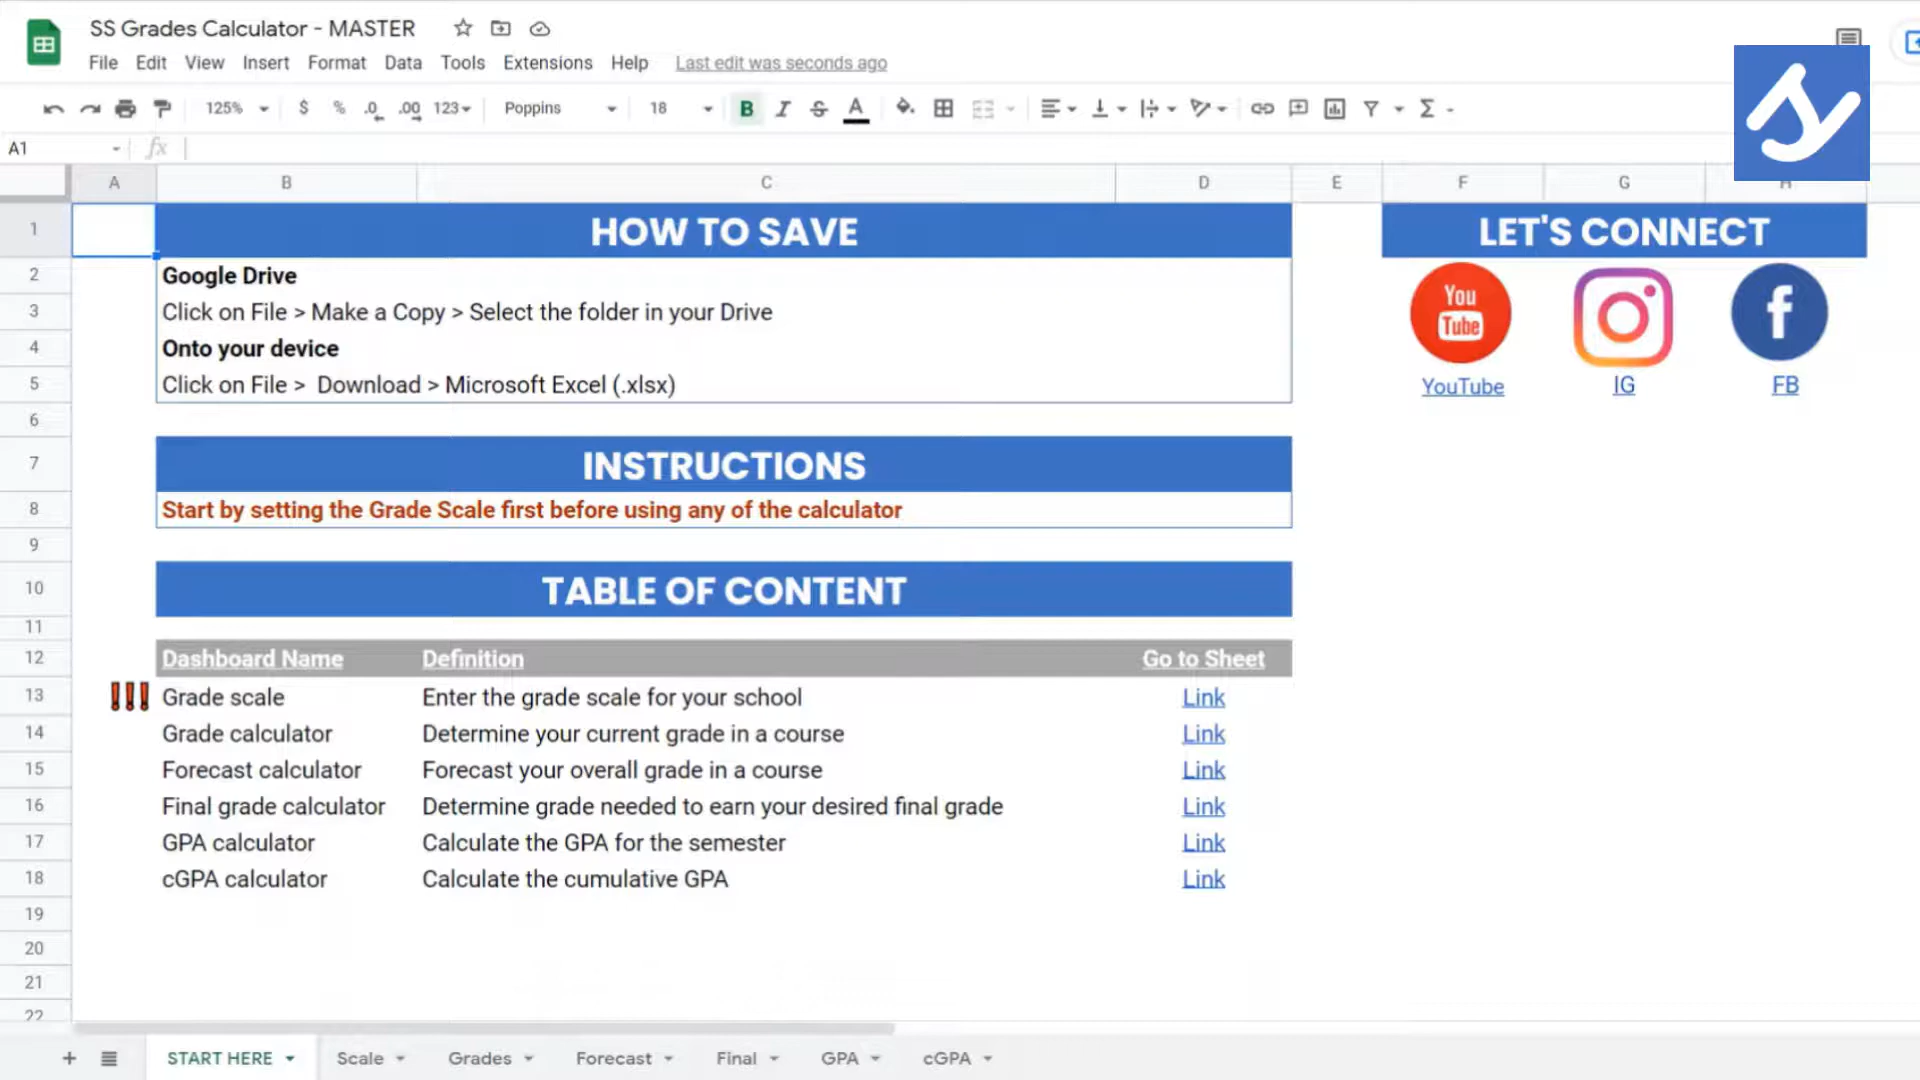 SS Grades Calculator - MASTER
File Edit View Insert Format Data Tools Extensions Help Last edit was seconds ago
125% $ % .0 .00 123 Poppins 18 B I S A Σ
A1 fx
A B C D E F G H
1 HOW TO SAVE LET'S CONNECT
2 Google Drive
You
Tube
f
3 Click on File > Make a Copy > Select the folder in your Drive
4 Onto your device
5 Click on File > Download > Microsoft Excel (.xlsx) YouTube IG FB
6
7 INSTRUCTIONS
8 Start by setting the Grade Scale first before using any of the calculator
9
10 TABLE OF CONTENT
11
12 Dashboard Name Definition Go to Sheet
13 !!! Grade scale Enter the grade scale for your school Link
14 Grade calculator Determine your current grade in a course Link
15 Forecast calculator Forecast your overall grade in a course Link
16 Final grade calculator Determine grade needed to earn your desired final grade Link
17 GPA calculator Calculate the GPA for the semester Link
18 cGPA calculator Calculate the cumulative GPA Link
19
20
21
22
+ START HERE Scale Grades Forecast Final GPA cGPA